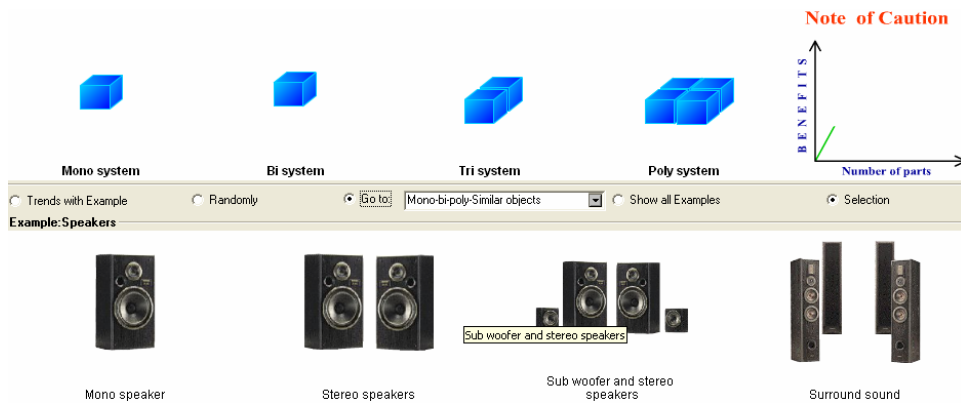 Note of Caution
BENEFITS
Number of parts
Mono system
Bi system
Tri system
Poly system
Trends with Example
Randomly
Go to:
Mono-bi-poly-Similar objects
Show all Examples
Selection
Example:Speakers
Sub woofer and stereo speakers
Mono speaker
Stereo speakers
Sub woofer and stereo
speakers
Surround sound